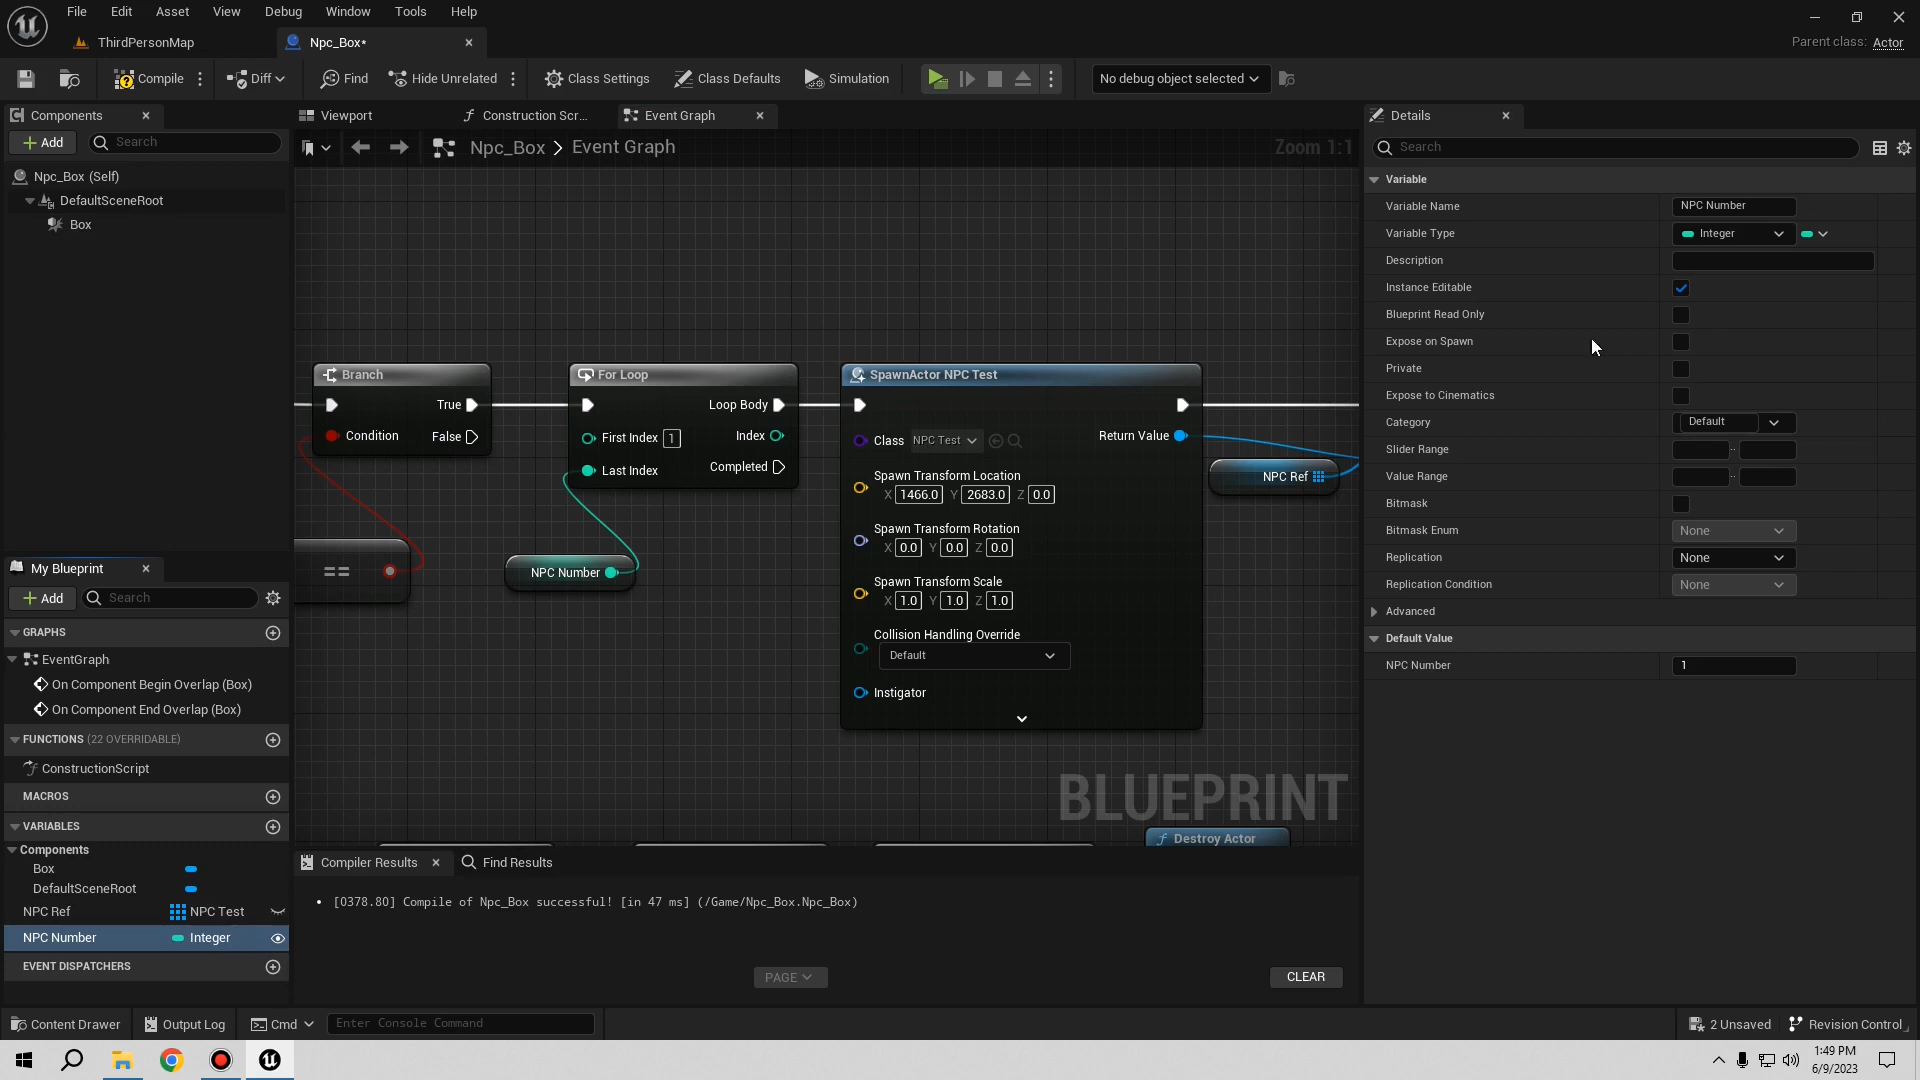 File Edit Asset View Debug Window Tools Help
ThirdPersonMap
Npc_Box*
Parent class: Actor
Compile
Diff
Find
Hide Unrelated
Class Settings
Class Defaults
Simulation
No debug object selected
Components
Viewport
Construction Scr...
Event Graph
Details
Add
Search
Npc_Box > Event Graph
Zoom 1:1
Search
Npc_Box (Self)
DefaultSceneRoot
Box
Branch
True
Condition
False
For Loop
Loop Body
First Index 1
Index
Last Index
Completed
==
NPC Number
SpawnActor NPC Test
Class NPC Test
Return Value
Spawn Transform Location
X 1466.0 Y 2683.0 Z 0.0
Spawn Transform Rotation
X 0.0 Y 0.0 Z 0.0
Spawn Transform Scale
X 1.0 Y 1.0 Z 1.0
Collision Handling Override
Default
Instigator
NPC Ref
BLUEPRINT
Destroy Actor
Variable
Variable Name NPC Number
Variable Type Integer
Description
Instance Editable
Blueprint Read Only
Expose on Spawn
Private
Expose to Cinematics
Category Default
Slider Range
Value Range
Bitmask
Bitmask Enum None
Replication None
Replication Condition None
Advanced
Default Value
NPC Number 1
My Blueprint
Add
Search
GRAPHS
EventGraph
On Component Begin Overlap (Box)
On Component End Overlap (Box)
FUNCTIONS (22 OVERRIDABLE)
ConstructionScript
MACROS
VARIABLES
Components
Box
DefaultSceneRoot
NPC Ref NPC Test
NPC Number Integer
EVENT DISPATCHERS
Compiler Results
Find Results
• [0378.80] Compile of Npc_Box successful! [in 47 ms] (/Game/Npc_Box.Npc_Box)
PAGE
CLEAR
Content Drawer
Output Log
Cmd
Enter Console Command
2 Unsaved
Revision Control
1:49 PM
6/9/2023